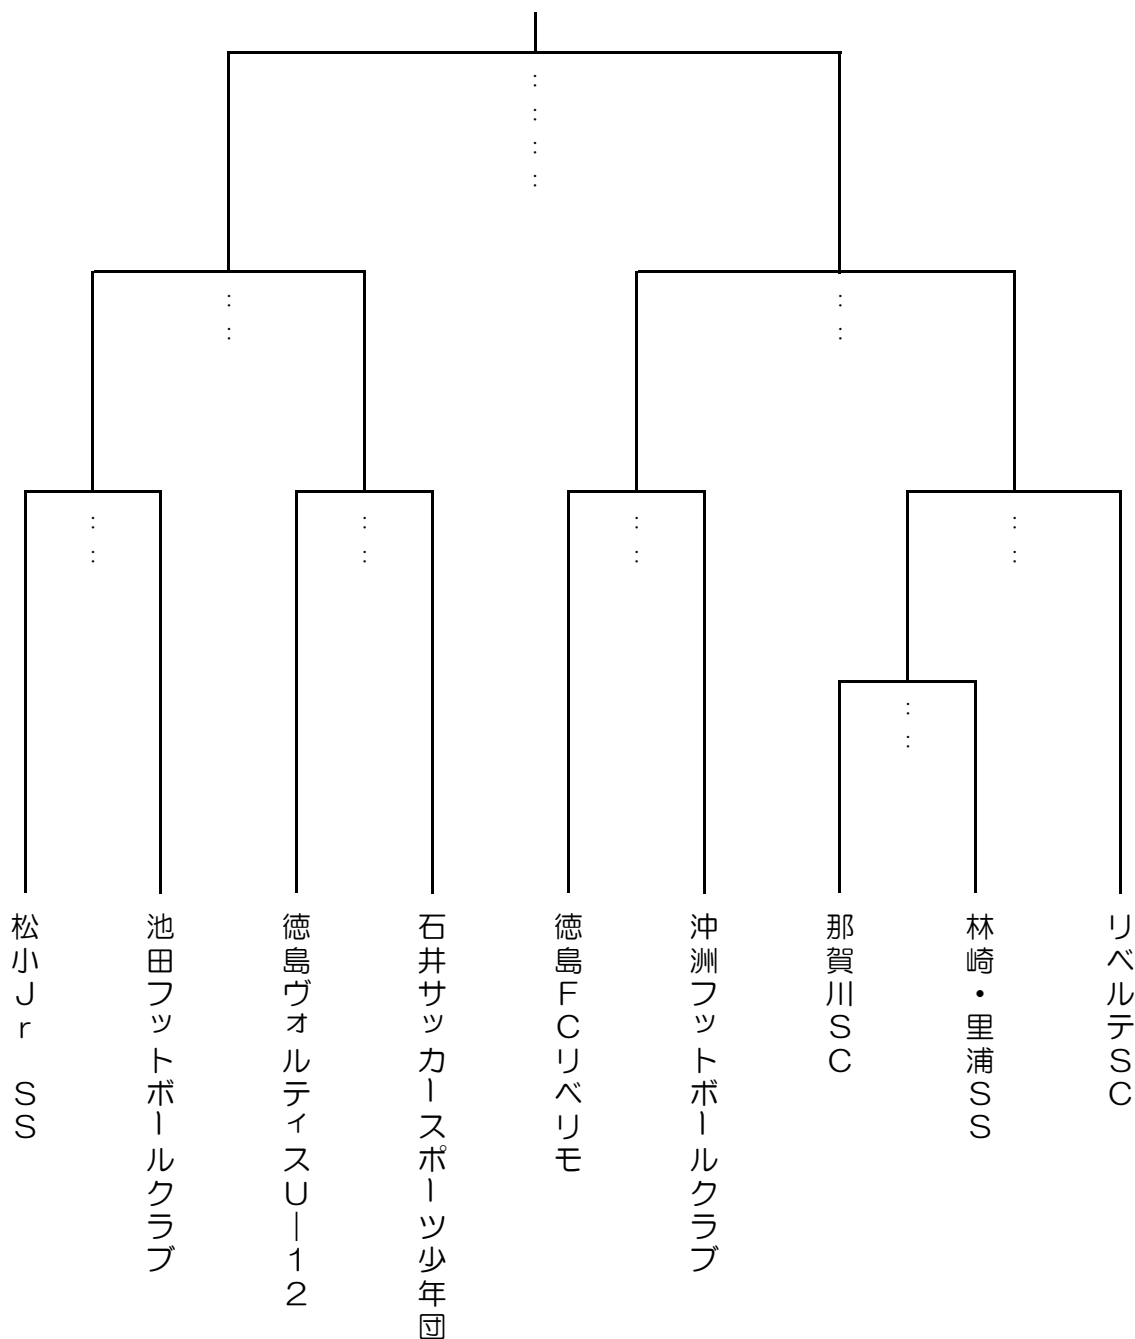 松小Ｊｒ　ＳＳ
池田フットボールクラブ
徳島ヴォルティスＵ―１２
石井サッカースポーツ少年団
徳島ＦＣリベリモ
沖洲フットボールクラブ
那賀川ＳＣ
林崎・里浦ＳＳ
リベルテＳＣ